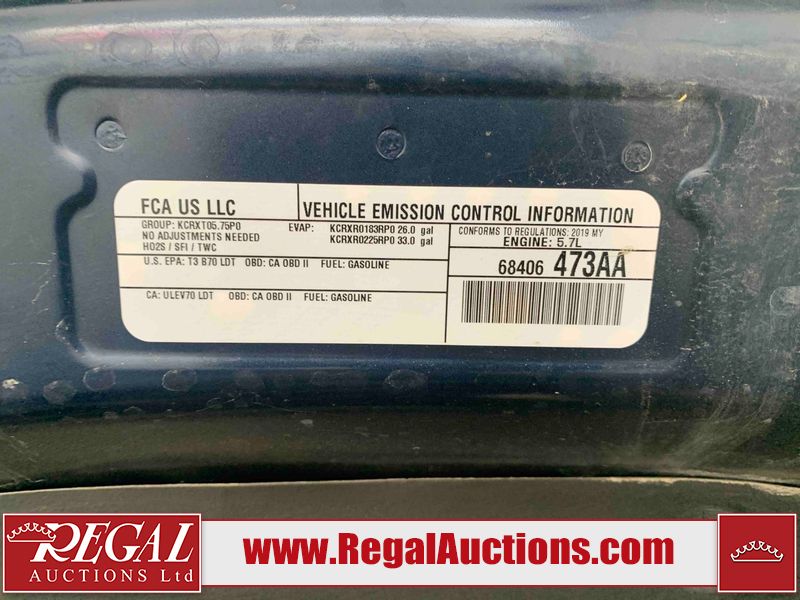 FCA US LLC
VEHICLE EMISSION CONTROL INFORMATION
GROUP: KCRXT05.75P0
EVAP: KCRXR0183RP0 26.0 gal
CONFORMS TO REGULATIONS: 2019 MY
NO ADJUSTMENTS NEEDED
KCRXR0225RP0 33.0 gal
ENGINE: 5.7L
HO2S / SFI / TWC
U.S. EPA: T3 B70 LDT OBD: CA OBD II FUEL: GASOLINE
68406 473AA
CA: ULEV70 LDT OBD: CA OBD II FUEL: GASOLINE
REGAL
AUCTIONS Ltd
www.RegalAuctions.com